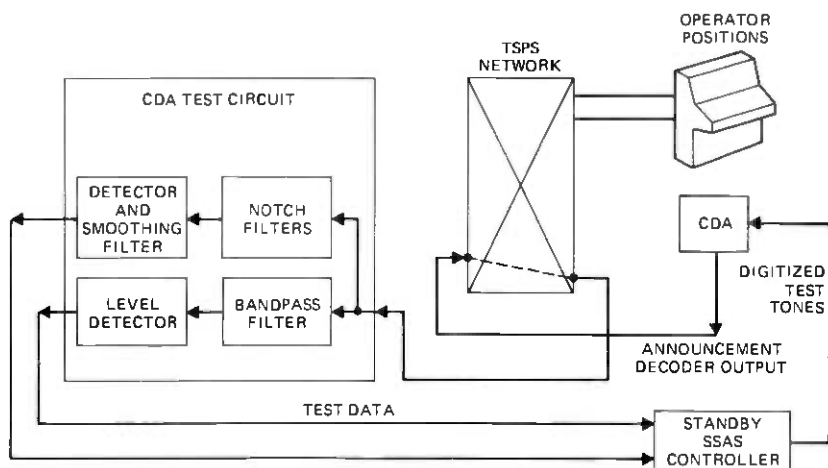 OPERATOR
POSITIONS
TSPS
NETWORK
CDA TEST CIRCUIT
DETECTOR
AND
SMOOTHING
FILTER
NOTCH
FILTERS
CDA
DIGITIZED
TEST
TONES
LEVEL
DETECTOR
BANDPASS
FILTER
ANNOUNCEMENT
DECODER OUTPUT
TEST DATA
STANDBY
SSAS
CONTROLLER